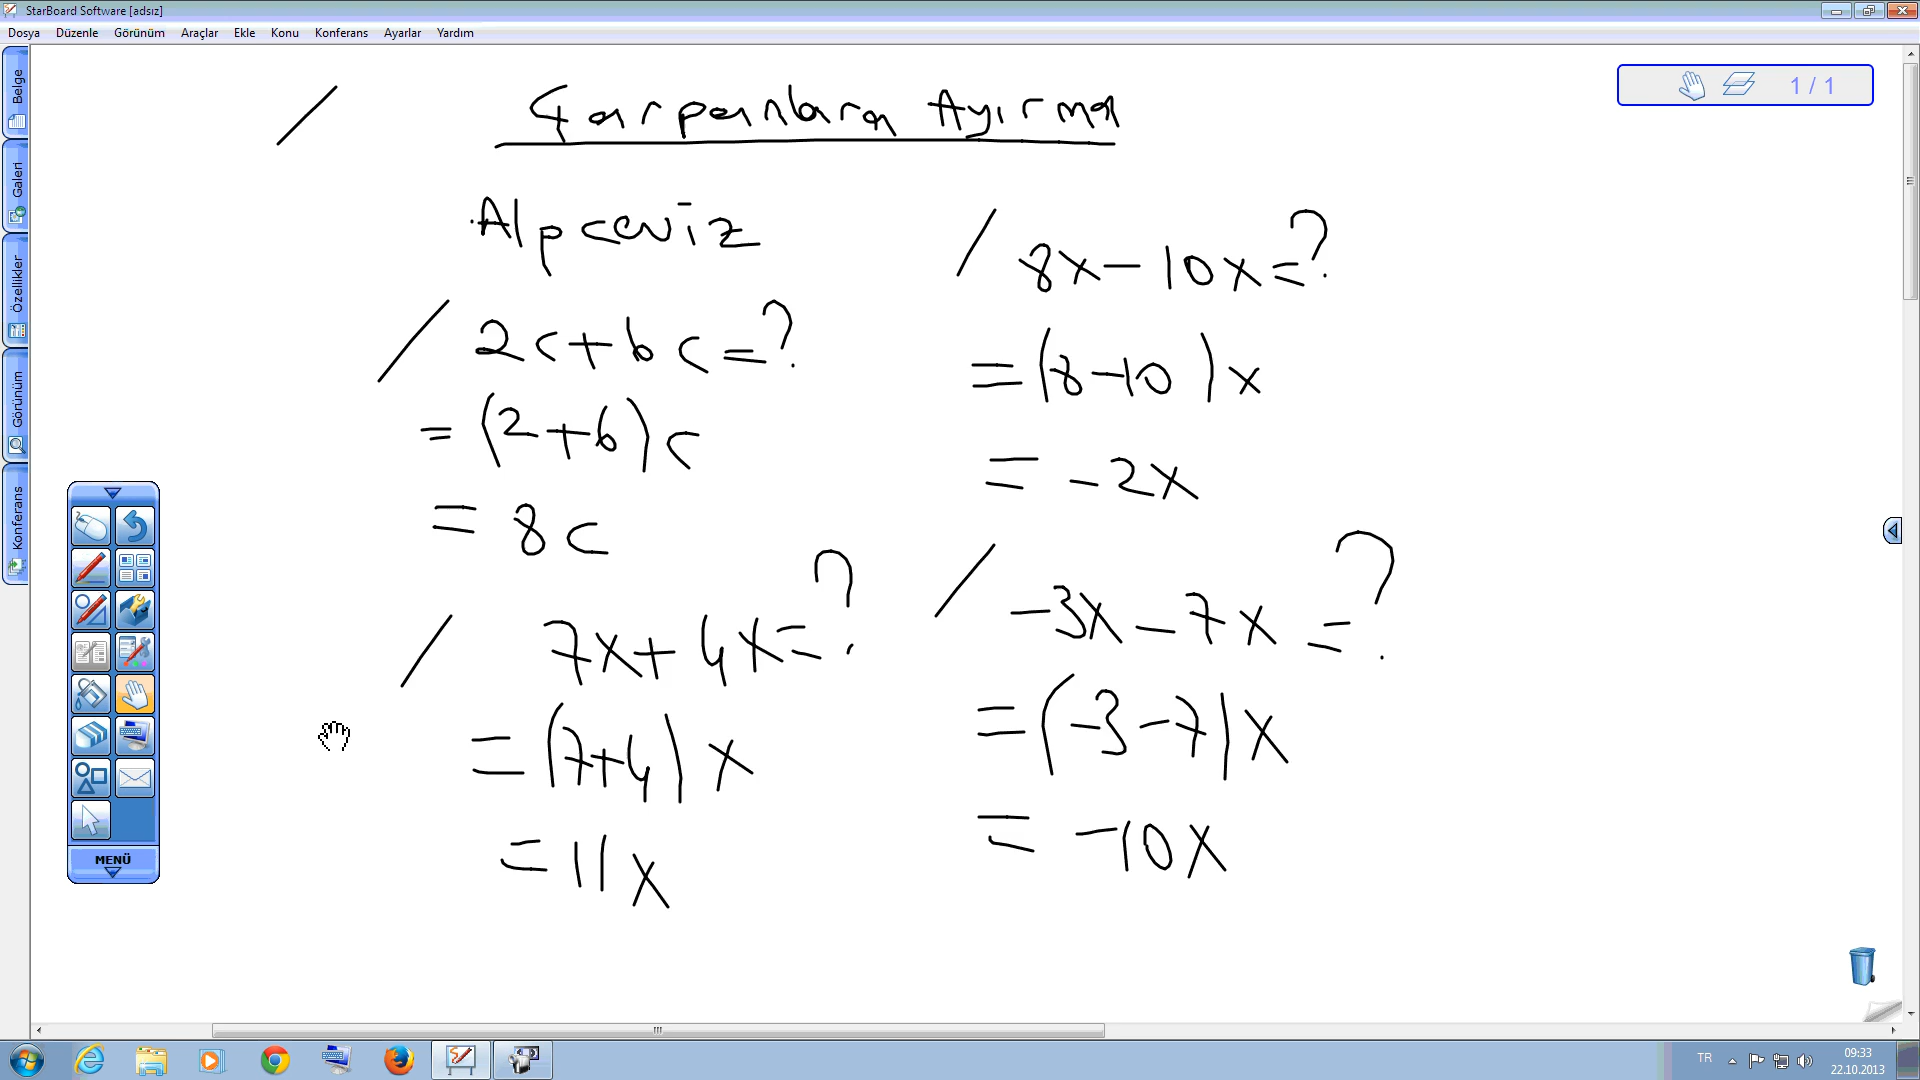 StarBoard Software [adsız]
Dosya Düzenle Görünüm Araçlar Ekle Konu Konferans Ayarlar Yardım
Belge
Galeri
Özellikler
Görünüm
Konferans
1 / 1
/ Çarpanlara Ayırma
Alpceviz
/ 2c+6c=?
=(2+6)c
= 8c
/ 7x+4x=?
=(7+4)x
=11x
/ 8x-10x=?
=(8-10)x
= -2x
/ -3x-7x=?
=(-3-7)x
= -10x
MENÜ
TR
09:33
22.10.2013